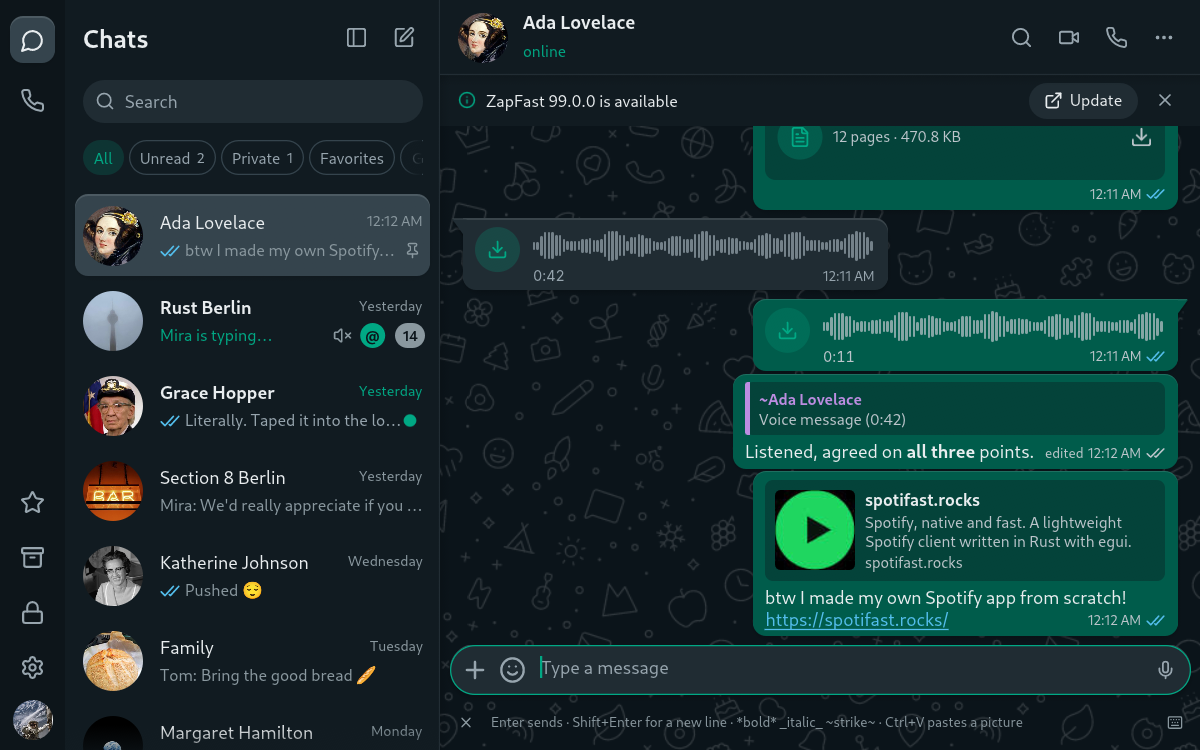 Chats
Search
All
Unread 2
Private 1
Favorites
Ada Lovelace
12:12 AM
btw I made my own Spotify…
Rust Berlin
Yesterday
Mira is typing…
@
14
Grace Hopper
Yesterday
Literally. Taped it into the lo…
Section 8 Berlin
Yesterday
BAR
Mira: We'd really appreciate if you …
Katherine Johnson
Wednesday
Pushed 😌
Family
Tuesday
Tom: Bring the good bread 🥖
Margaret Hamilton
Monday
Ada Lovelace
online
ZapFast 99.0.0 is available
Update
12 pages · 470.8 KB
12:11 AM
0:42
12:11 AM
0:11
12:11 AM
~Ada Lovelace
Voice message (0:42)
Listened, agreed on all three points.
edited 12:12 AM
spotifast.rocks
Spotify, native and fast. A lightweight
Spotify client written in Rust with egui.
spotifast.rocks
btw I made my own Spotify app from scratch!
https://spotifast.rocks/
12:12 AM
Type a message
Enter sends · Shift+Enter for a new line · *bold* _italic_ ~strike~ · Ctrl+V pastes a picture